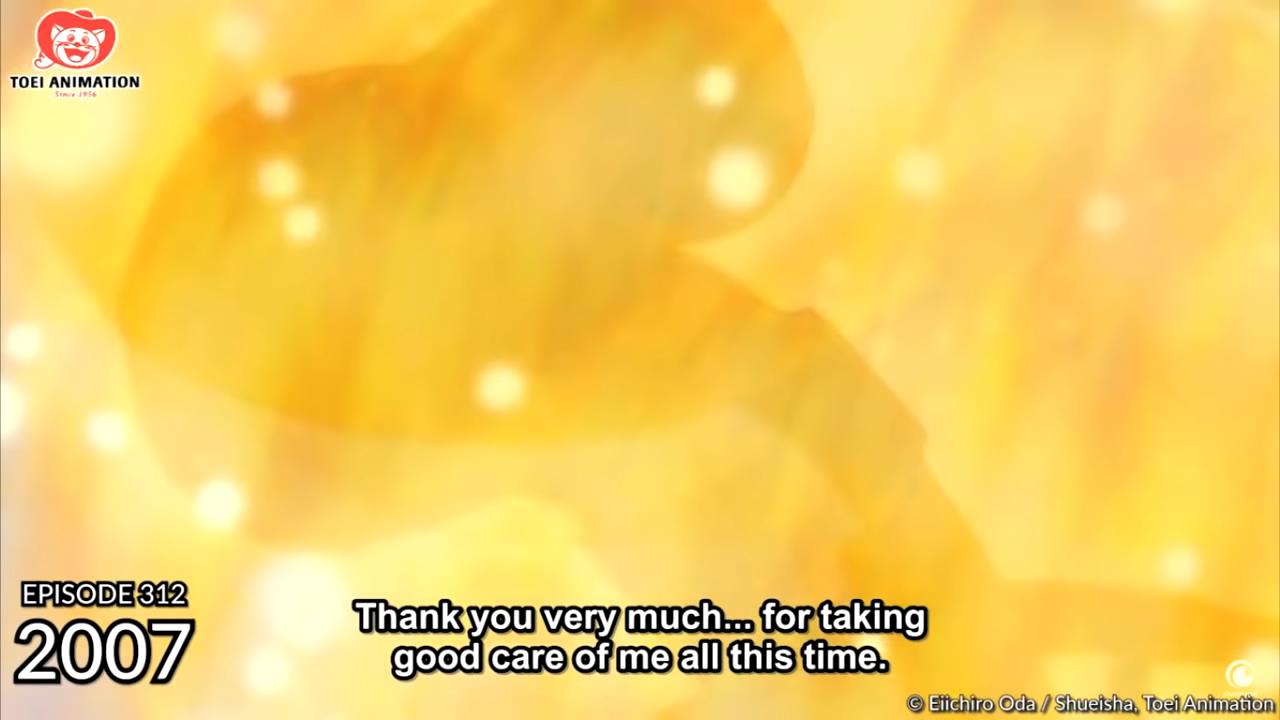 TOEI ANIMATION
Since 1956
EPISODE 312
2007
Thank you very much... for taking
good care of me all this time.
© Eiichiro Oda / Shueisha, Toei Animation